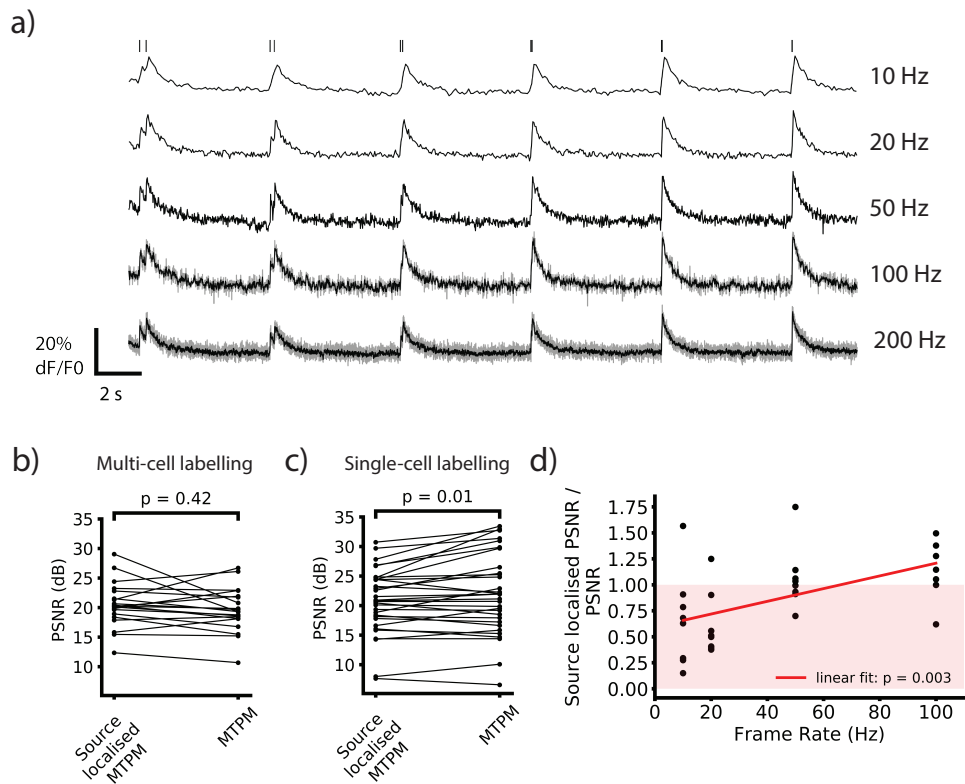 a)
10 Hz
20 Hz
50 Hz
100 Hz
200 Hz
20%
dF/F0
2 s
b)
Multi-cell labelling
p = 0.42
35
30
25
20
15
10
PSNR (dB)
Source
localised
MTPM
MTPM
c)
Single-cell labelling
p = 0.01
35
30
25
20
15
10
PSNR (dB)
Source
localised
MTPM
MTPM
d)
Source localised PSNR /
PSNR
1.75
1.50
1.25
1.00
0.75
0.50
0.25
0.00
linear fit: p = 0.003
0 20 40 60 80 100
Frame Rate (Hz)